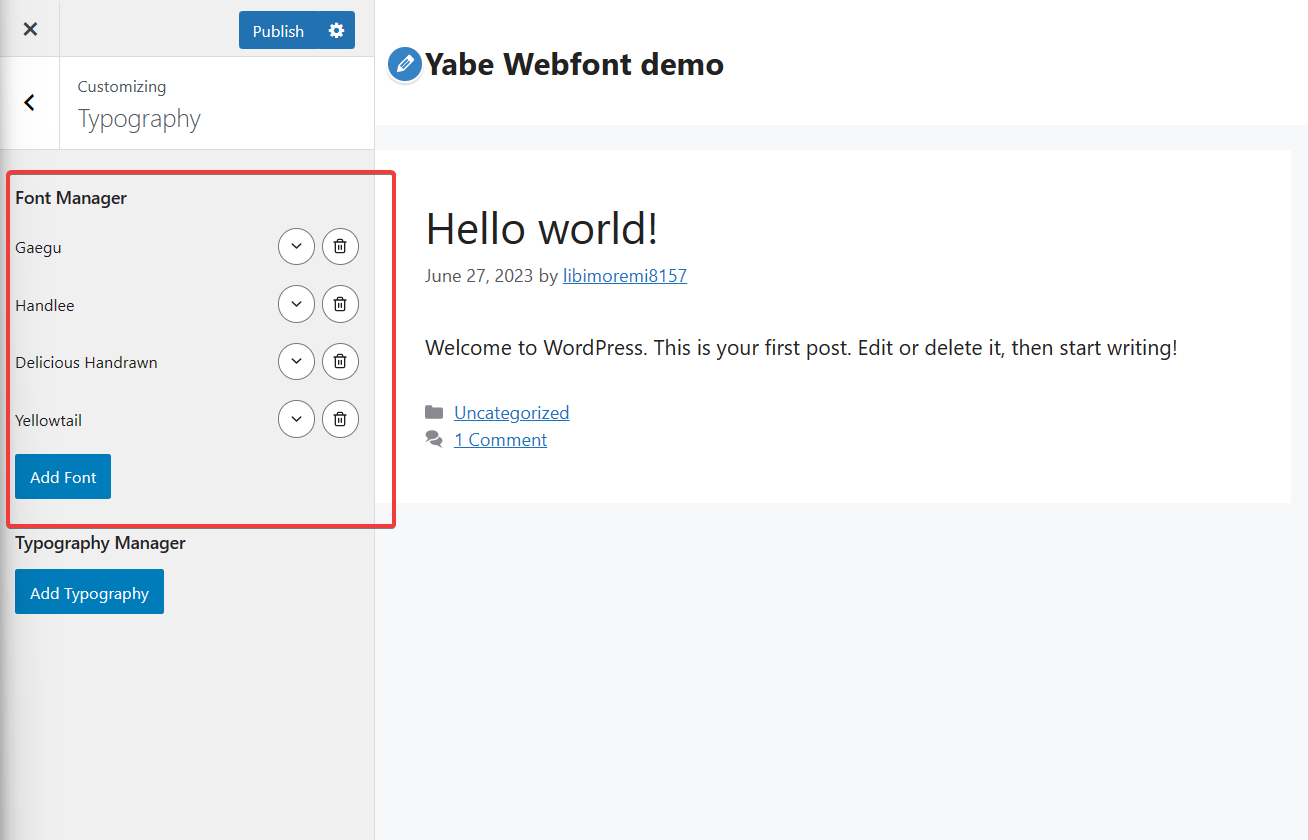 Publish
Customizing
Typography
Font Manager
Gaegu
Handlee
Delicious Handrawn
Yellowtail
Add Font
Typography Manager
Add Typography
Yabe Webfont demo
Hello world!
June 27, 2023 by libimoremi8157
Welcome to WordPress. This is your first post. Edit or delete it, then start writing!
Uncategorized
1 Comment